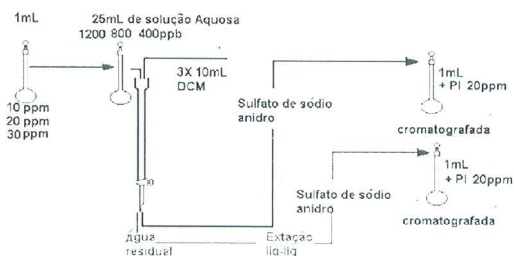 1mL
25mL de solução Aquosa
1200 800 400ppb
10 ppm
20 ppm
30 ppm
3X 10mL
DCM
Sulfato de sódio
anidro
1mL
+ PI 20ppm
cromatografada
1mL
+ PI 20ppm
cromatografada
Sulfato de sódio
anidro
Água
residual
Extação
liq-liq